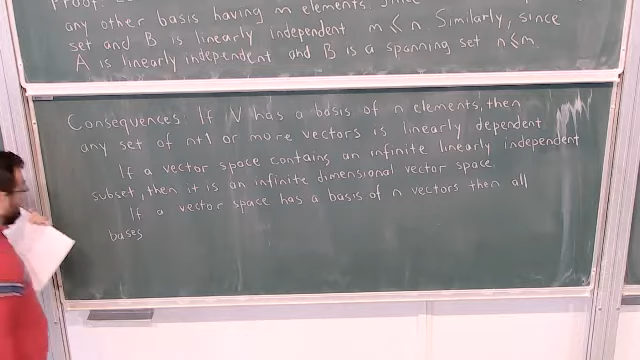 any other basis having m elements. Since
set and B is linearly independent m ≤ n. Similarly, since
A is linearly independent and B is a spanning set n ≤ m.
Consequences: If V has a basis of n elements, then
any set of n+1 or more vectors is linearly dependent
If a vector space contains an infinite linearly independent
subset, then it is an infinite dimensional vector space
If a vector space has a basis of n vectors then all
bases